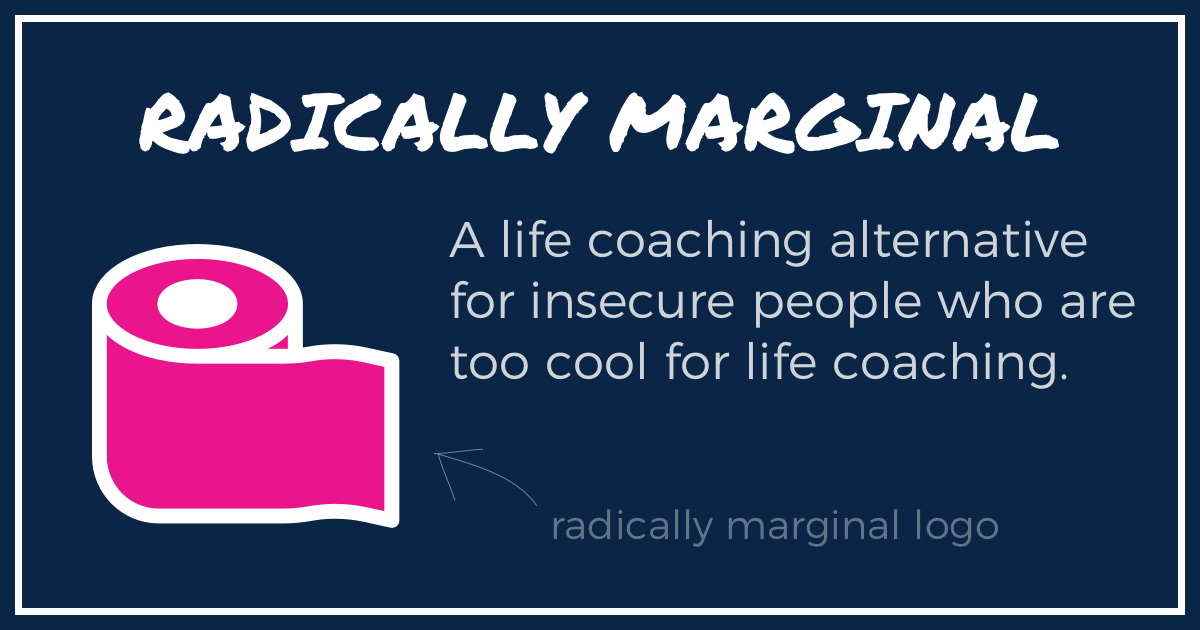 RADICALLY MARGINAL
A life coaching alternative
for insecure people who are
too cool for life coaching.
radically marginal logo